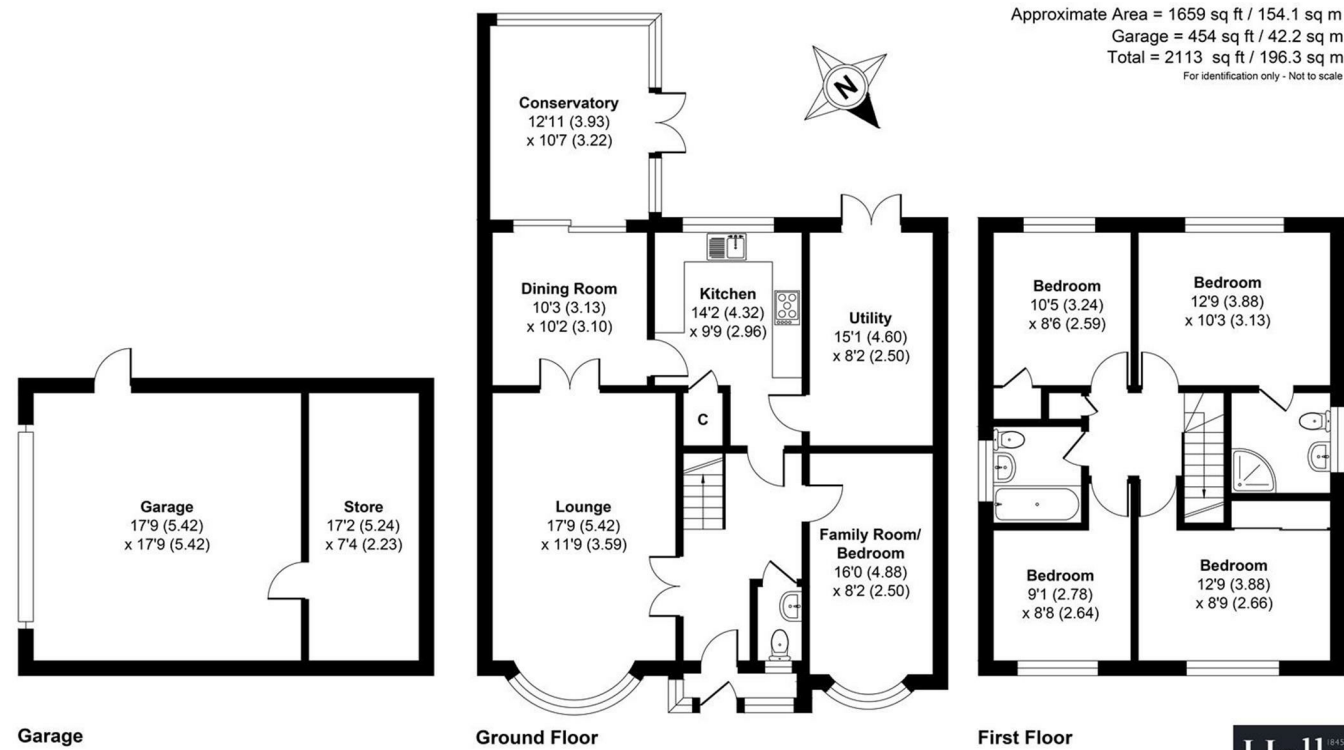 Approximate Area = 1659 sq ft / 154.1 sq m
Garage = 454 sq ft / 42.2 sq m
Total = 2113 sq ft / 196.3 sq m
For identification only - Not to scale
N
Conservatory
12'11 (3.93)
x 10'7 (3.22)
Dining Room
10'3 (3.13)
x 10'2 (3.10)
Kitchen
14'2 (4.32)
x 9'9 (2.96)
Utility
15'1 (4.60)
x 8'2 (2.50)
C
Lounge
17'9 (5.42)
x 11'9 (3.59)
Family Room/
Bedroom
16'0 (4.88)
x 8'2 (2.50)
Bedroom
10'5 (3.24)
x 8'6 (2.59)
Bedroom
12'9 (3.88)
x 10'3 (3.13)
Bedroom
9'1 (2.78)
x 8'8 (2.64)
Bedroom
12'9 (3.88)
x 8'9 (2.66)
Garage
17'9 (5.42)
x 17'9 (5.42)
Store
17'2 (5.24)
x 7'4 (2.23)
Garage
Ground Floor
First Floor